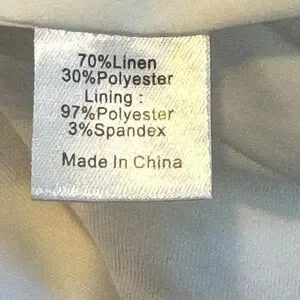 70%Linen
30%Polyester
Lining :
97%Polyester
3%Spandex
Made In China